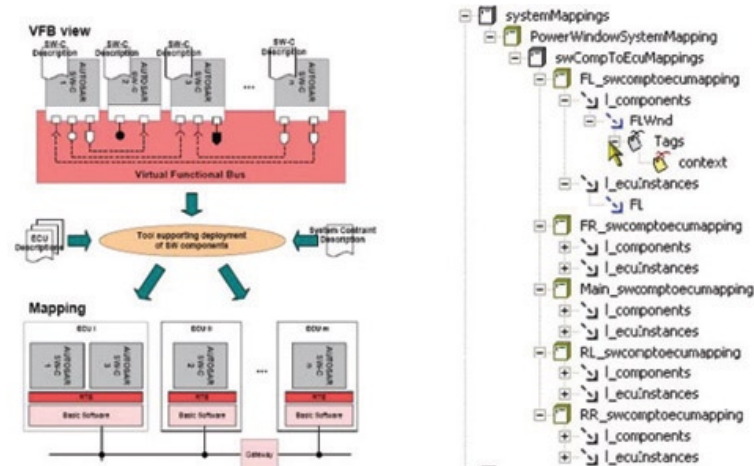 VFB view
SW-C
Description
SW-C
Description
SW-C
Description
SW-C
Description
AUTOSAR
SW-C
1
AUTOSAR
SW-C
2
AUTOSAR
SW-C
3
AUTOSAR
SW-C
n
...
Virtual Functional Bus
ECU
Descriptions
Tool supporting deployment
of SW components
System Constraint
Description
Mapping
ECU I
ECU II
ECU m
AUTOSAR
SW-C
1
AUTOSAR
SW-C
3
AUTOSAR
SW-C
2
AUTOSAR
SW-C
n
...
RTE
RTE
RTE
Basic Software
Basic Software
Basic Software
Gateway
systemMappings
PowerWindowSystemMapping
swCompToEcuMappings
FL_swcomptoecumapping
l_components
FLWnd
Tags
context
l_ecuInstances
FL
FR_swcomptoecumapping
l_components
l_ecuInstances
Main_swcomptoecumapping
l_components
l_ecuInstances
RL_swcomptoecumapping
l_components
l_ecuInstances
RR_swcomptoecumapping
l_components
l_ecuInstances